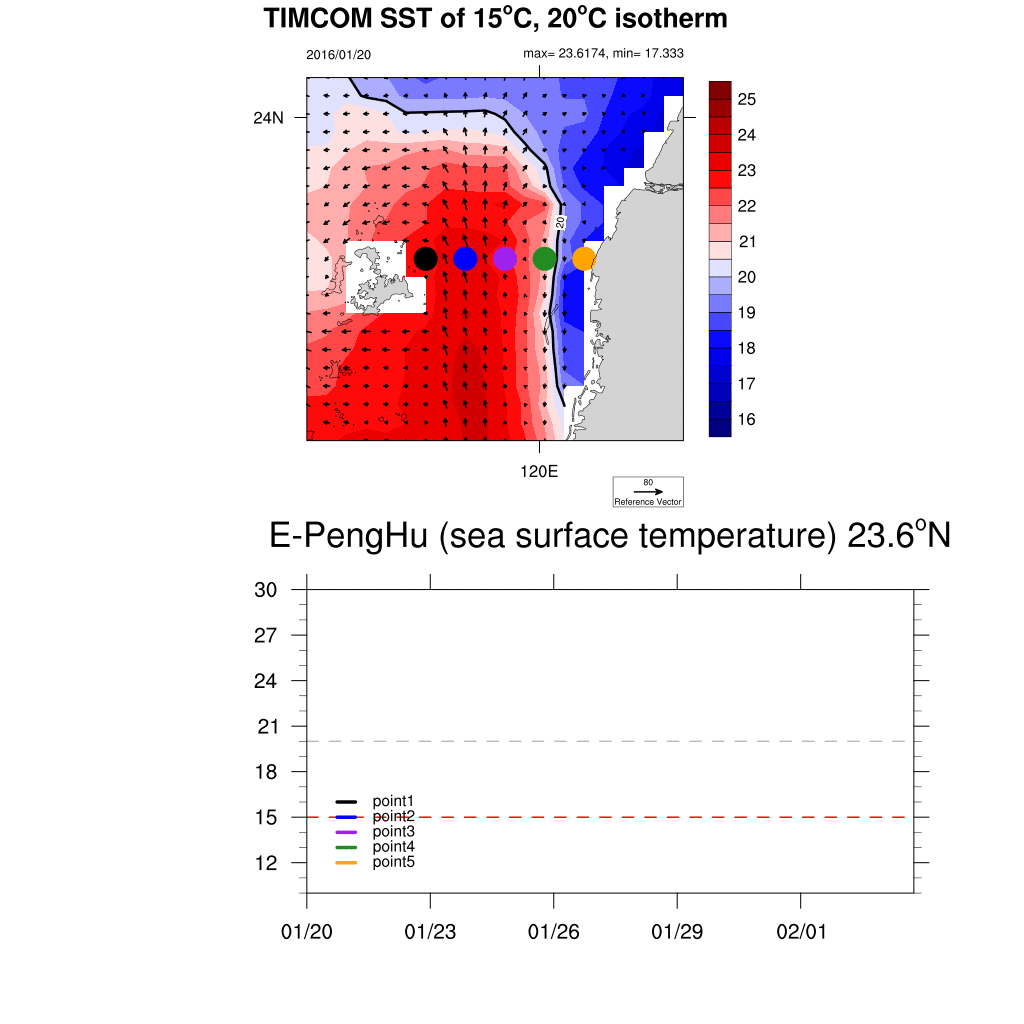 TIMCOM SST of 15°C, 20°C isotherm
2016/01/20
max= 23.6174, min= 17.333
24N
20
120E
25
24
23
22
21
20
19
18
17
16
80
Reference Vector
E-PengHu (sea surface temperature) 23.6°N
30
27
24
21
18
15
12
point1
point2
point3
point4
point5
01/20 01/23 01/26 01/29 02/01